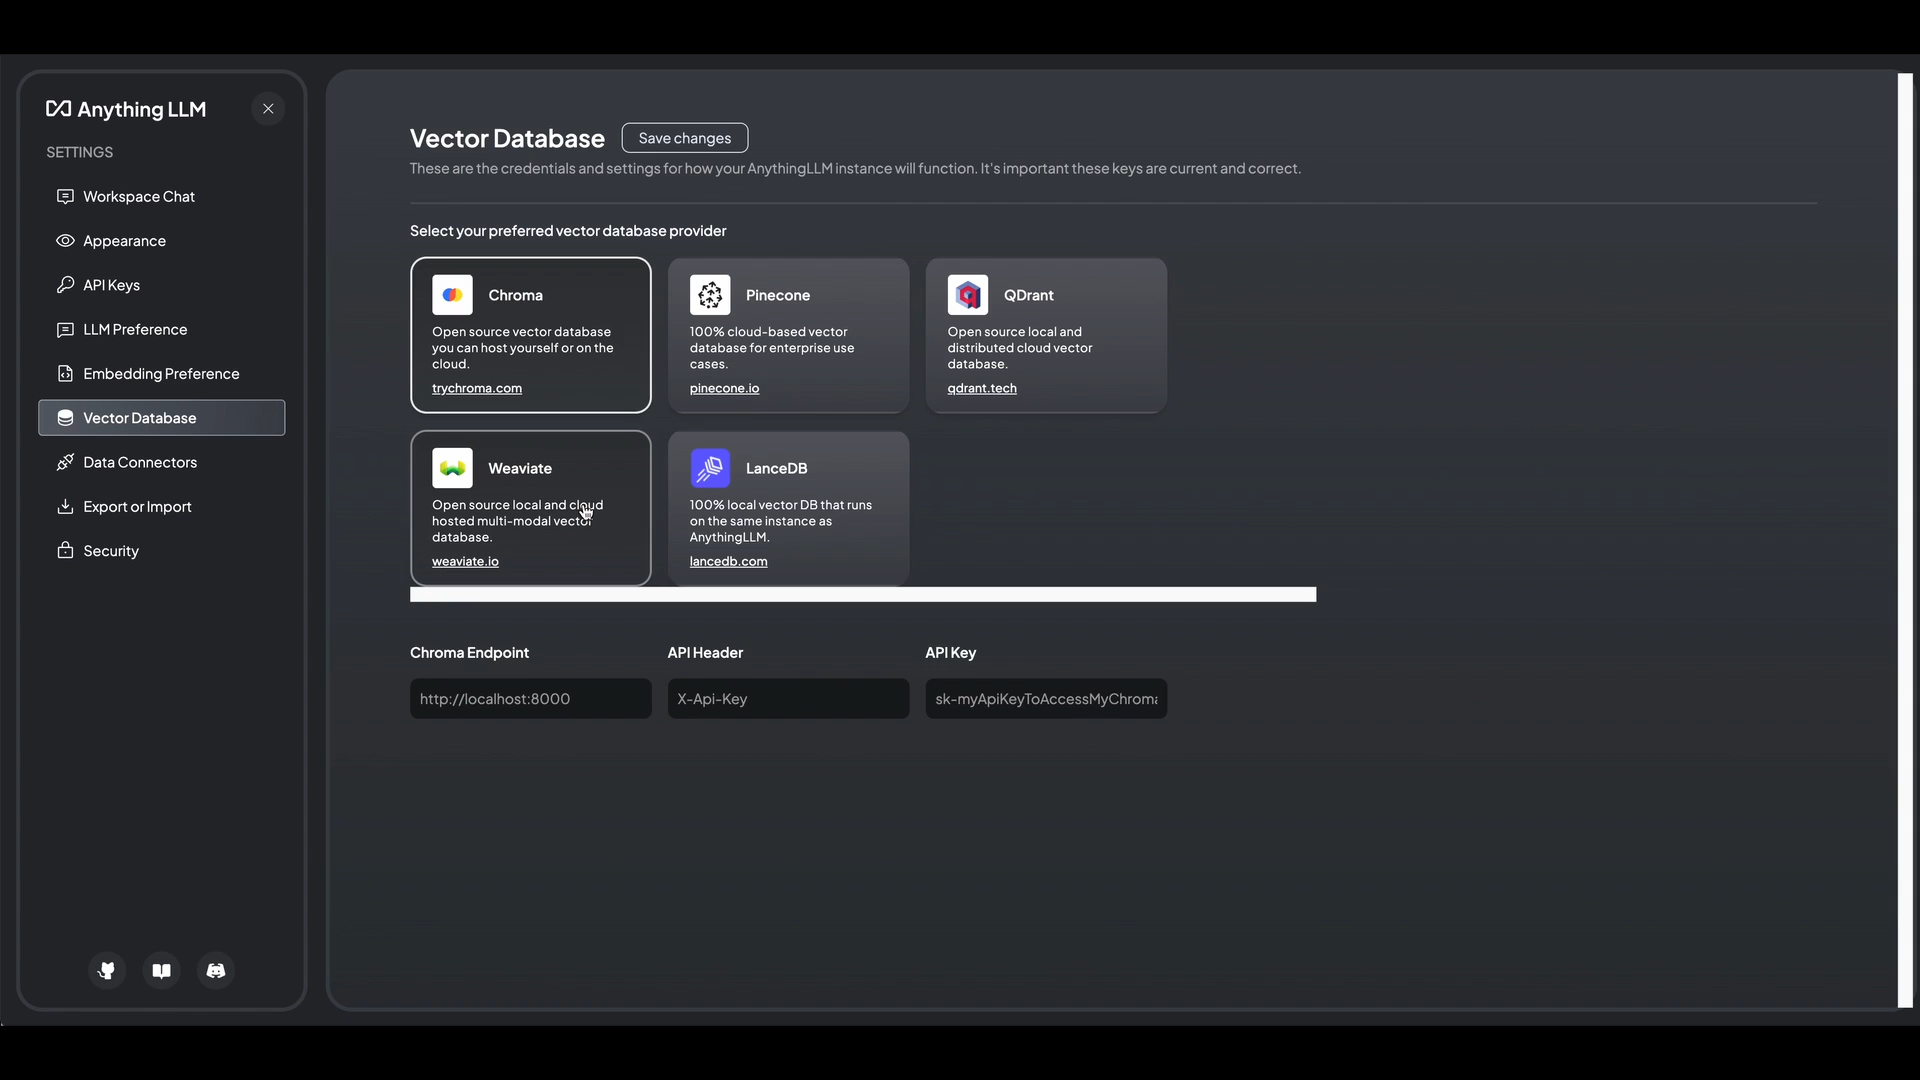 Anything LLM
SETTINGS
Workspace Chat
Appearance
API Keys
LLM Preference
Embedding Preference
Vector Database
Data Connectors
Export or Import
Security
Vector Database
Save changes
These are the credentials and settings for how your AnythingLLM instance will function. It's important these keys are current and correct.
Select your preferred vector database provider
Chroma
Open source vector database
you can host yourself or on the
cloud.
trychroma.com
Pinecone
100% cloud-based vector
database for enterprise use
cases.
pinecone.io
QDrant
Open source local and
distributed cloud vector
database.
qdrant.tech
Weaviate
Open source local and cloud
hosted multi-modal vector
database.
weaviate.io
LanceDB
100% local vector DB that runs
on the same instance as
AnythingLLM.
lancedb.com
Chroma Endpoint
http://localhost:8000
API Header
X-Api-Key
API Key
sk-myApiKeyToAccessMyChroma